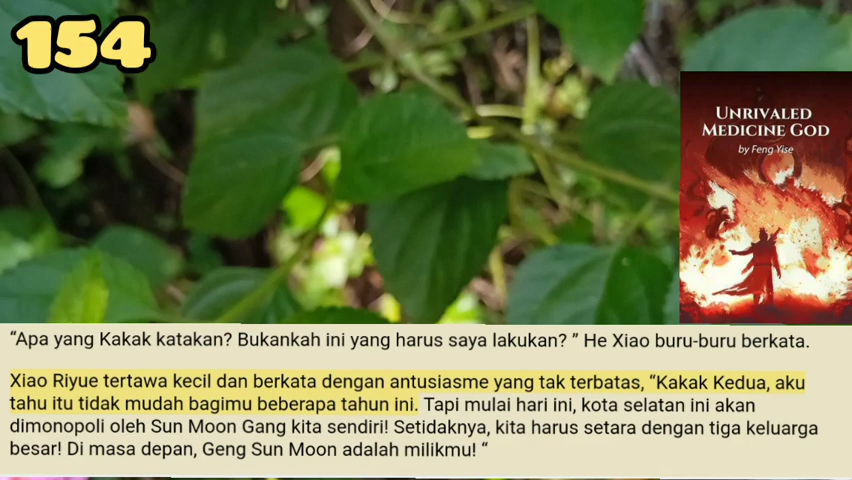 154
UNRIVALED
MEDICINE GOD
by Feng Yise
“Apa yang Kakak katakan? Bukankah ini yang harus saya lakukan? ” He Xiao buru-buru berkata.
Xiao Riyue tertawa kecil dan berkata dengan antusiasme yang tak terbatas, “Kakak Kedua, aku
tahu itu tidak mudah bagimu beberapa tahun ini. Tapi mulai hari ini, kota selatan ini akan
dimonopoli oleh Sun Moon Gang kita sendiri! Setidaknya, kita harus setara dengan tiga keluarga
besar! Di masa depan, Geng Sun Moon adalah milikmu! “